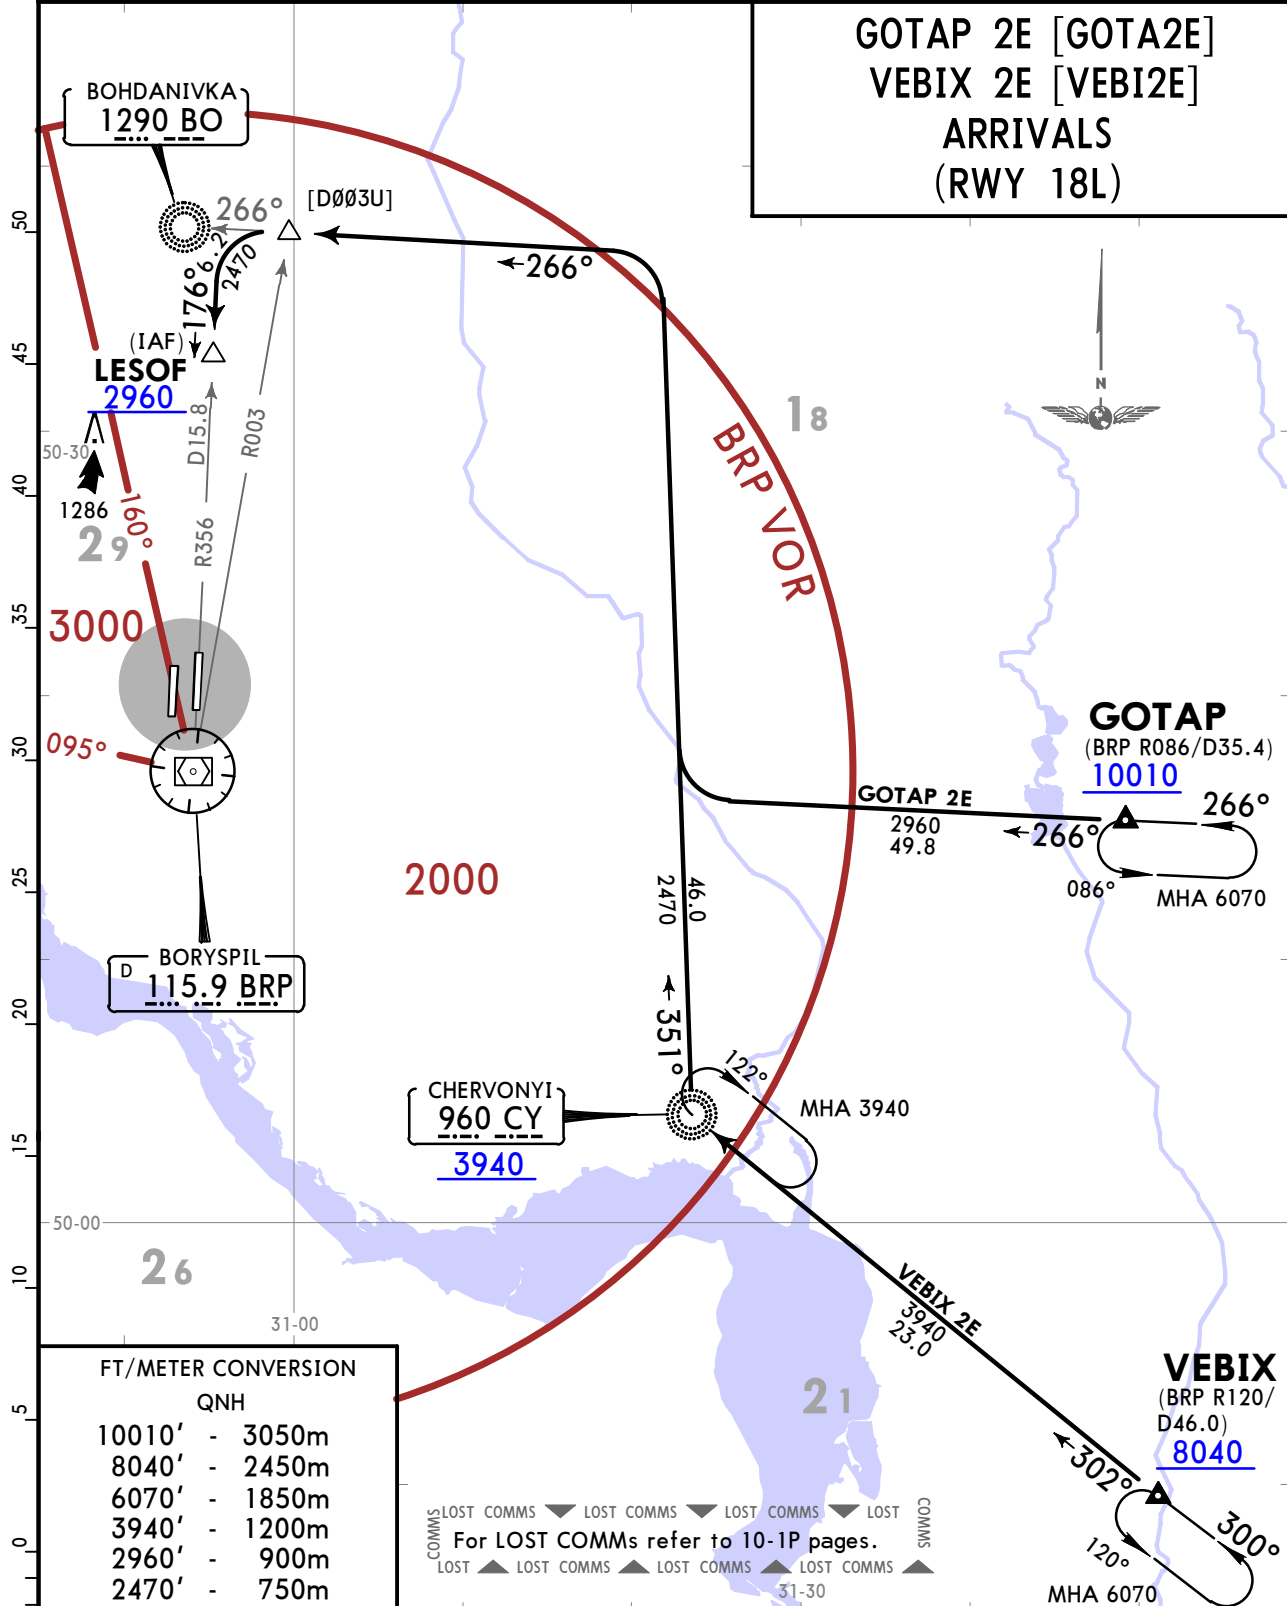 GOTAP 2E [GOTA2E]
VEBIX 2E [VEBI2E]
ARRIVALS
(RWY 18L)
BOHDANIVKA
1290 BO
[DØØ3U]
266°
266°
176°
6.2
2470
(IAF)
LESOF
2960
50-30
1286
29
18
BRP VOR
160°
D15.8
R356
R003
3000
095°
N
GOTAP
(BRP R086/D35.4)
10010
266°
GOTAP 2E
2960
49.8
266°
086°
MHA 6070
2000
46.0
2470
351°
BORYSPIL
D 115.9 BRP
CHERVONYI
960 CY
3940
122°
MHA 3940
50-00
26
31-00
VEBIX 2E
3940
23.0
21
VEBIX
(BRP R120/
D46.0)
8040
302°
300°
120°
MHA 6070
50
45
40
35
30
25
20
15
10
5
0
FT/METER CONVERSION
QNH
10010' - 3050m
8040' - 2450m
6070' - 1850m
3940' - 1200m
2960' - 900m
2470' - 750m
LOST COMMS LOST COMMS LOST COMMS LOST COMMS
For LOST COMMs refer to 10-1P pages.
COMMS LOST COMMS LOST COMMS LOST COMMS
31-30